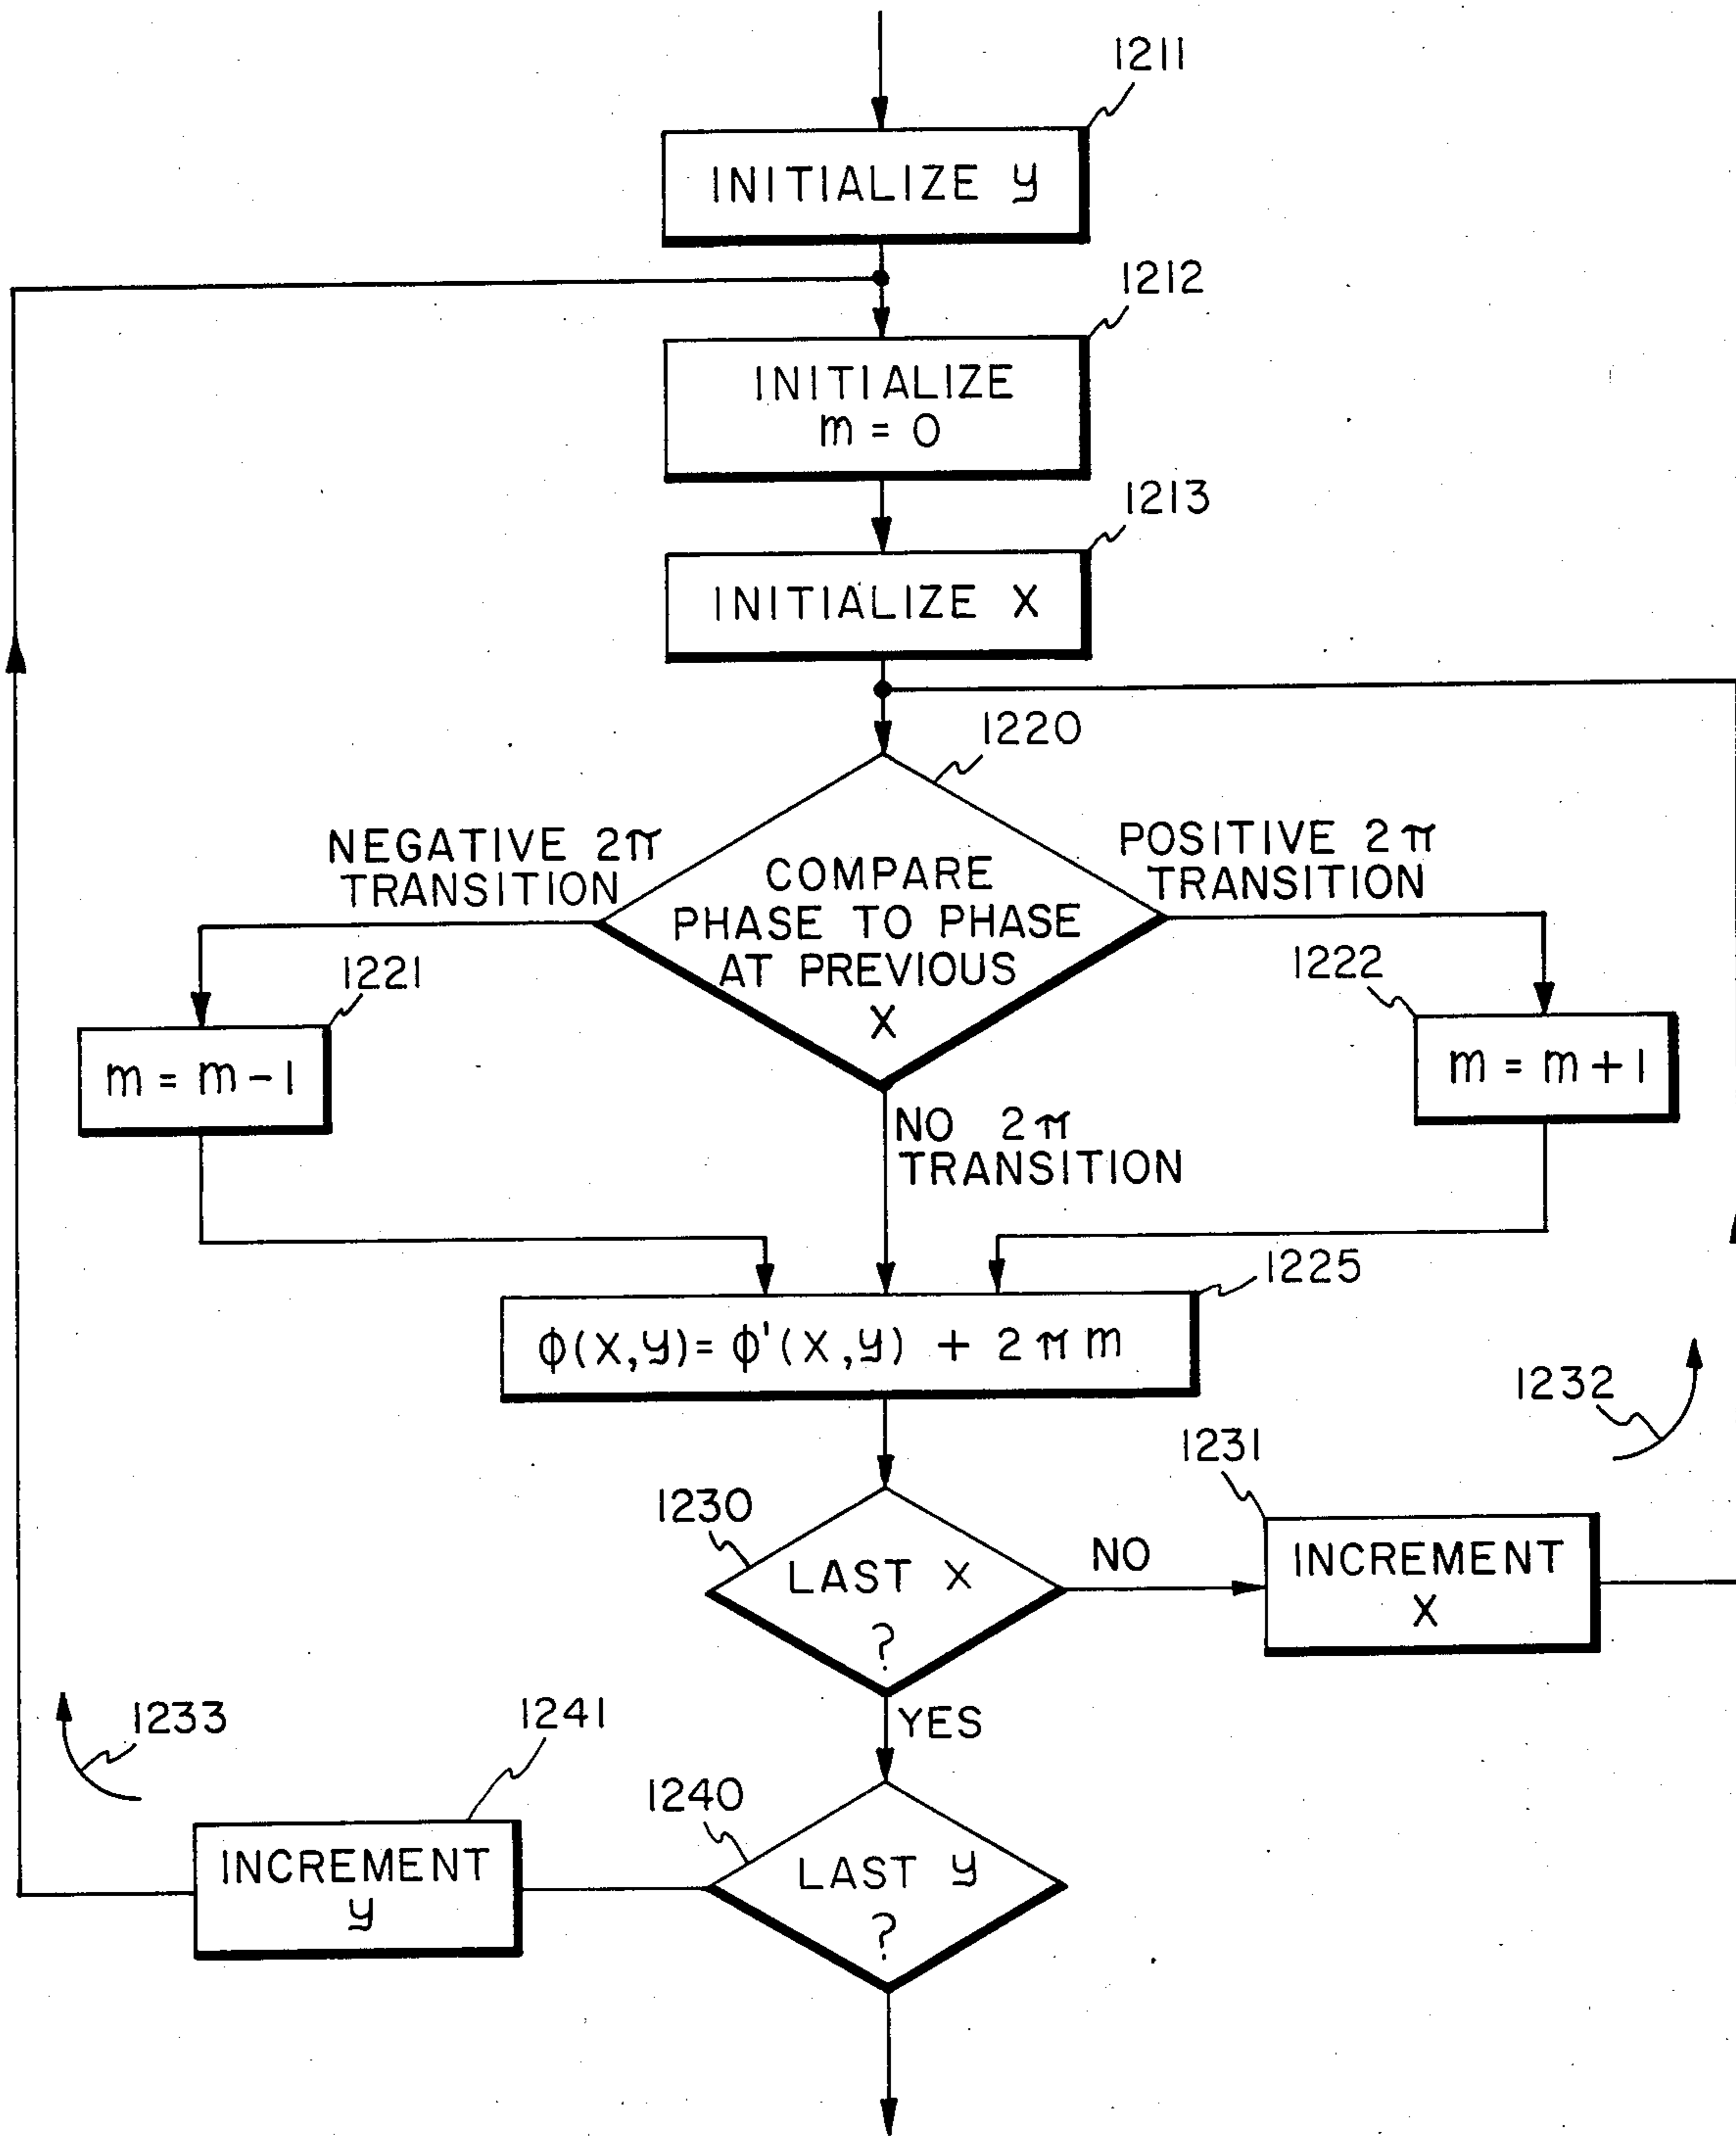 1211
INITIALIZE y
1212
INITIALIZE
m = 0
1213
INITIALIZE X
1220
NEGATIVE 2π
TRANSITION
POSITIVE 2π
TRANSITION
COMPARE
PHASE TO PHASE
AT PREVIOUS
X
1221
1222
m = m - 1
m = m + 1
NO 2π
TRANSITION
1225
ϕ(X,y) = ϕ'(X,y) + 2πm
1232
1231
1230
LAST X
?
NO
INCREMENT
X
YES
1233
1241
1240
INCREMENT
y
LAST y
?